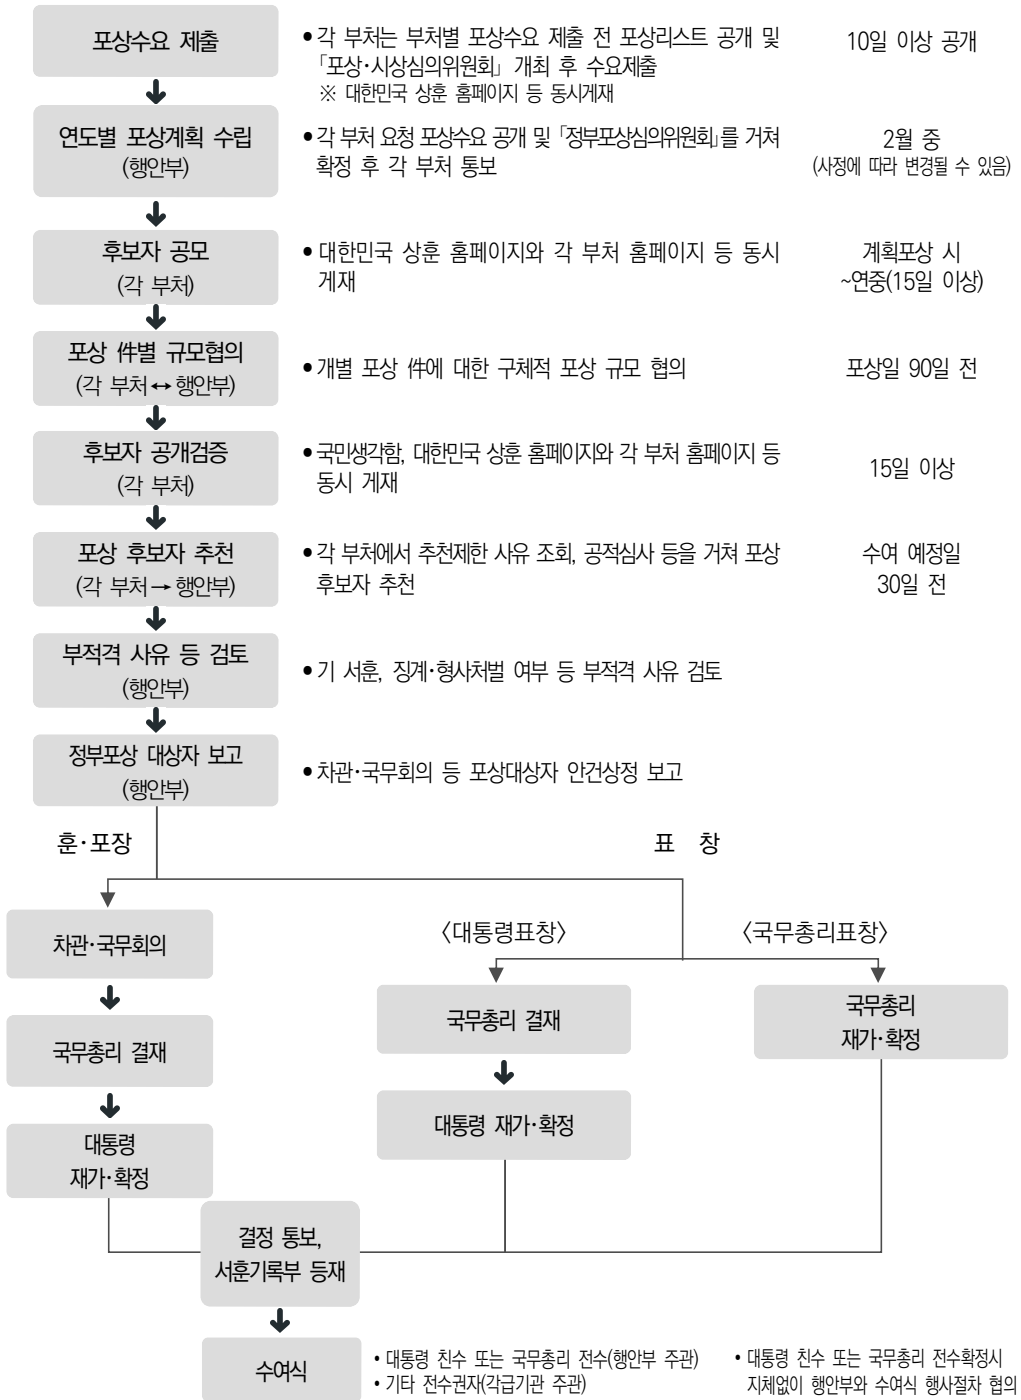 포상수요 제출
• 각 부처는 부처별 포상수요 제출 전 포상리스트 공개 및
「포상·시상심의위원회」 개최 후 수요제출
※ 대한민국 상훈 홈페이지 등 동시게재
10일 이상 공개
연도별 포상계획 수립
(행안부)
• 각 부처 요청 포상수요 공개 및 「정부포상심의위원회」를 거쳐
확정 후 각 부처 통보
2월 중
(사정에 따라 변경될 수 있음)
후보자 공모
(각 부처)
• 대한민국 상훈 홈페이지와 각 부처 홈페이지 등 동시
게재
계획포상 시
~연중(15일 이상)
포상 件별 규모협의
(각 부처↔행안부)
• 개별 포상 件에 대한 구체적 포상 규모 협의
포상일 90일 전
후보자 공개검증
(각 부처)
• 국민생각함, 대한민국 상훈 홈페이지와 각 부처 홈페이지 등
동시 게재
15일 이상
포상 후보자 추천
(각 부처→행안부)
• 각 부처에서 추천제한 사유 조회, 공적심사 등을 거쳐 포상
후보자 추천
수여 예정일
30일 전
부적격 사유 등 검토
(행안부)
• 기 서훈, 징계·형사처벌 여부 등 부적격 사유 검토
정부포상 대상자 보고
(행안부)
• 차관·국무회의 등 포상대상자 안건상정 보고
훈·포장
표 창
차관·국무회의
국무총리 결재
대통령
재가·확정
〈대통령표창〉
국무총리 결재
대통령 재가·확정
〈국무총리표창〉
국무총리
재가·확정
결정 통보,
서훈기록부 등재
수여식
• 대통령 친수 또는 국무총리 전수(행안부 주관)
• 기타 전수권자(각급기관 주관)
• 대통령 친수 또는 국무총리 전수확정시
지체없이 행안부와 수여식 행사절차 협의